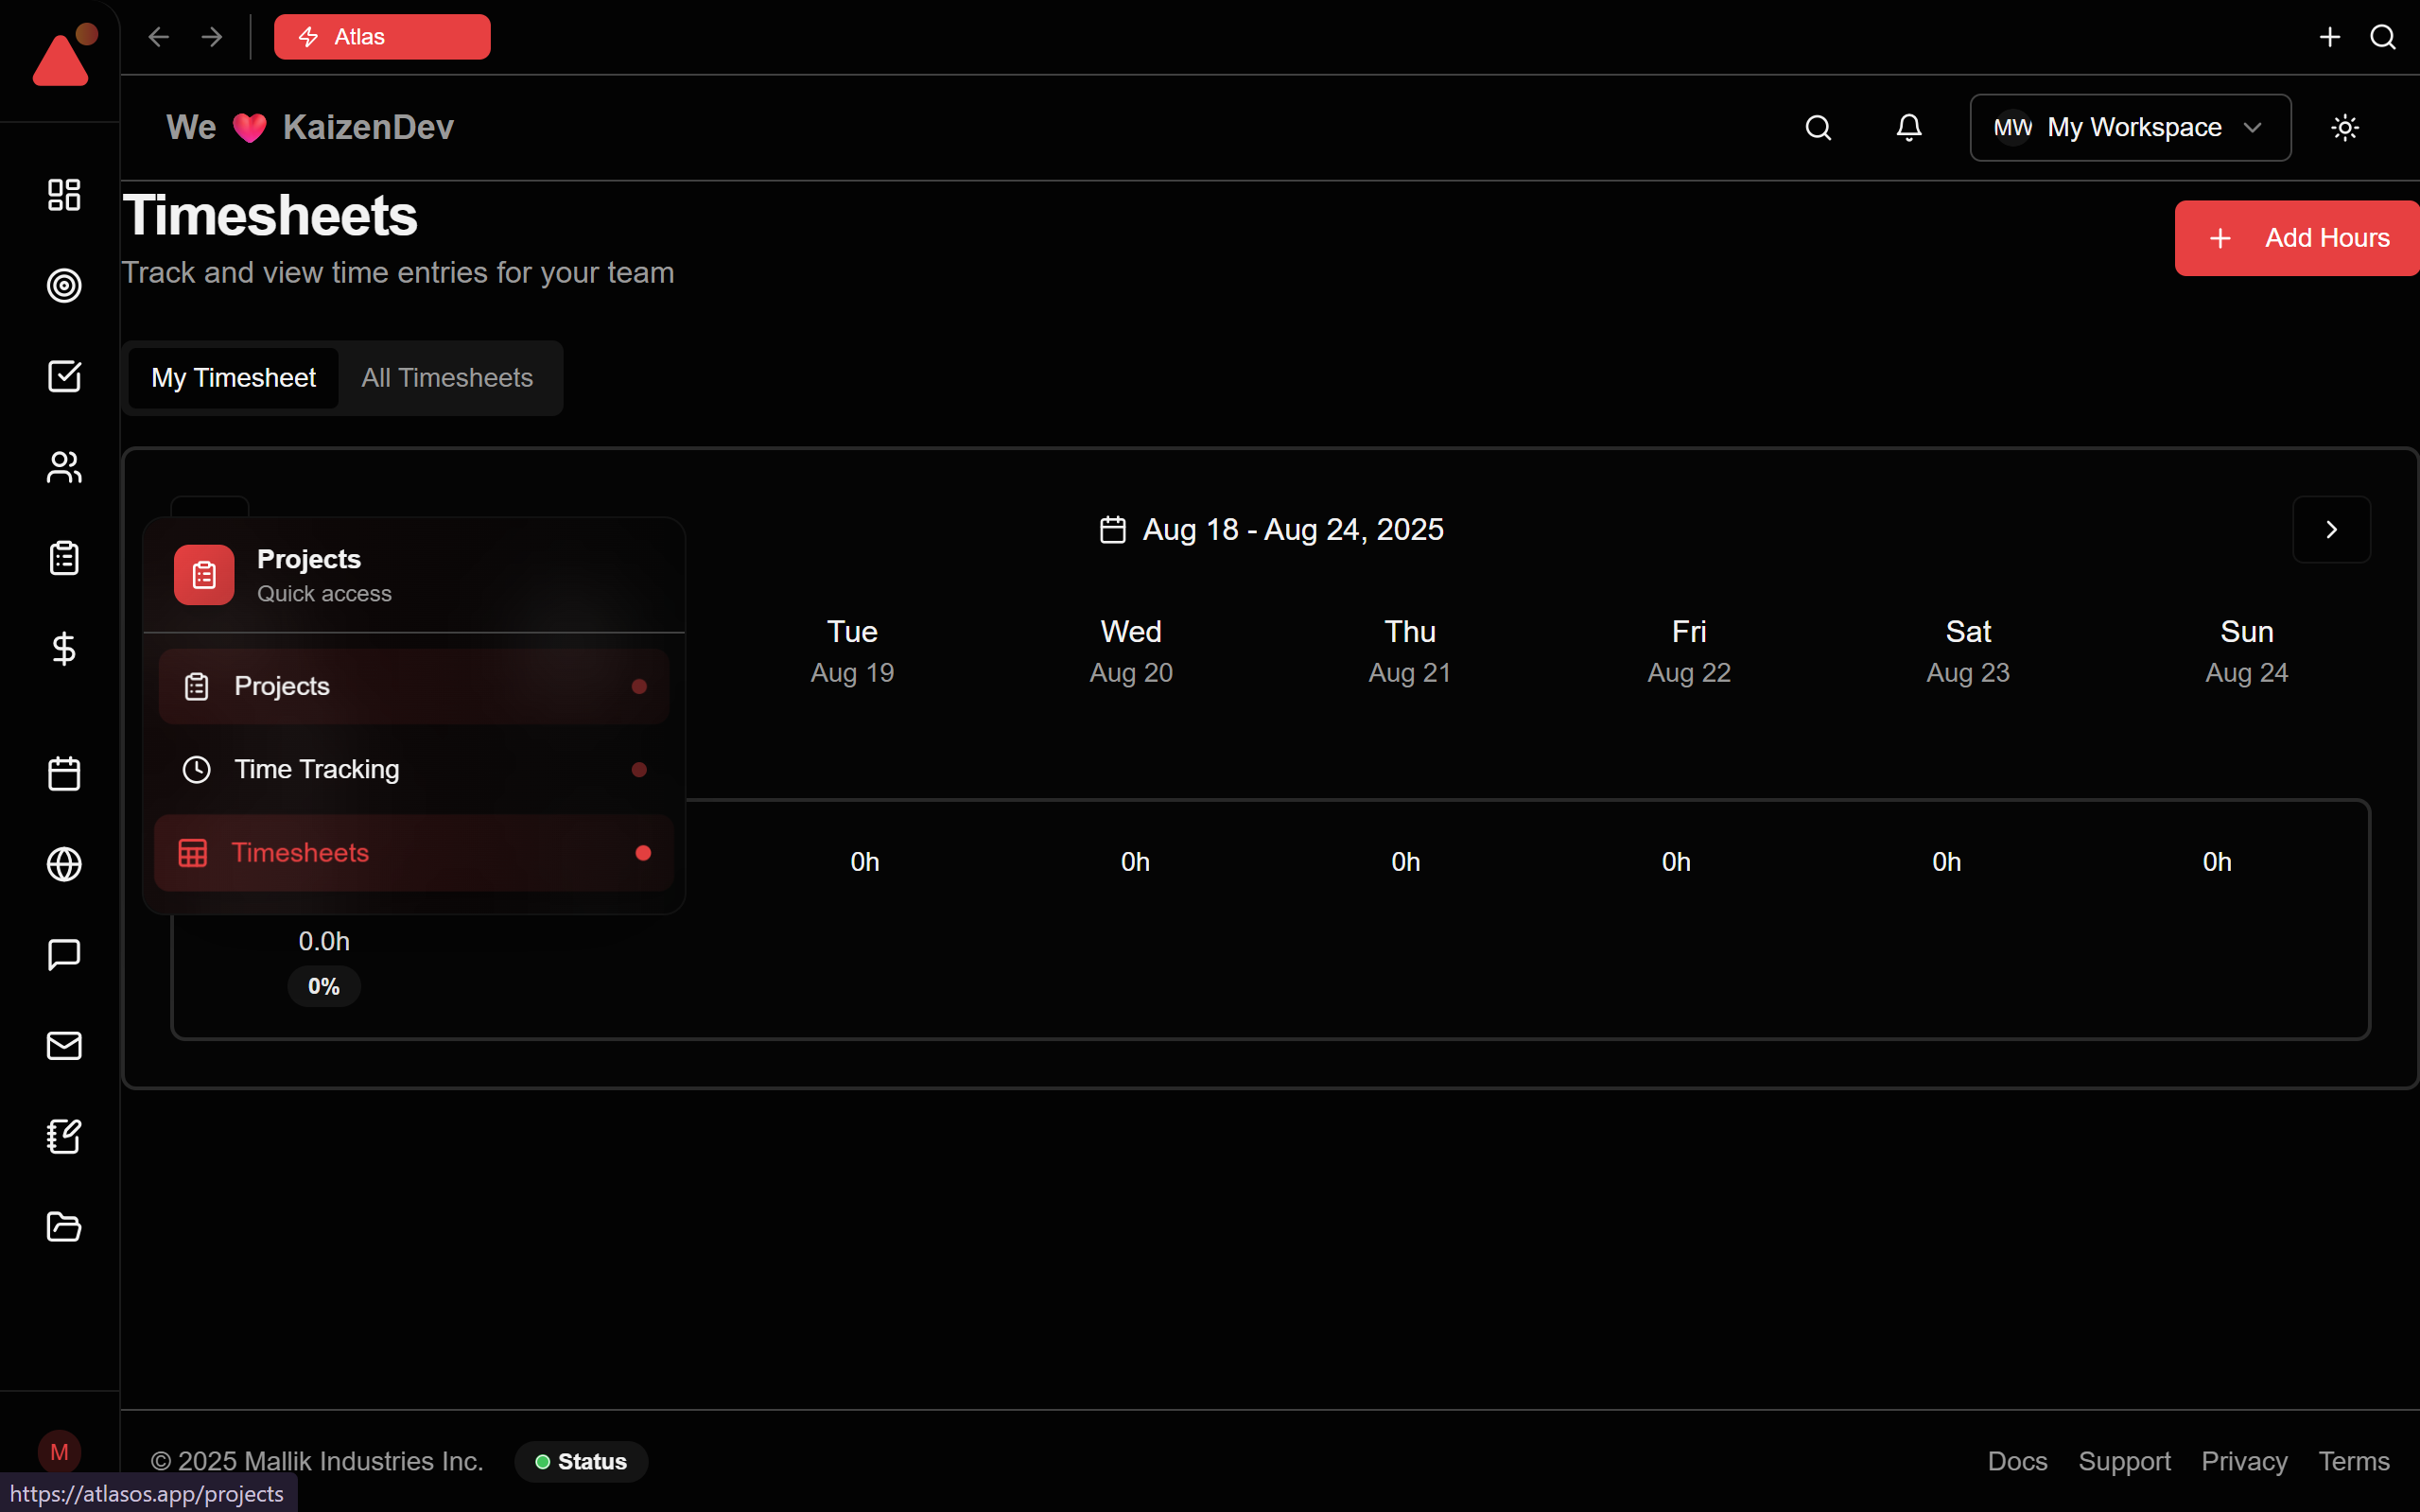 Atlas
We ❤️ KaizenDev
MW My Workspace
Timesheets
Track and view time entries for your team
Add Hours
My Timesheet
All Timesheets
Aug 18 - Aug 24, 2025
Projects
Quick access
Projects
Time Tracking
Timesheets
Tue
Aug 19
Wed
Aug 20
Thu
Aug 21
Fri
Aug 22
Sat
Aug 23
Sun
Aug 24
0h
0h
0h
0h
0h
0h
0.0h
0%
M
© 2025 Mallik Industries Inc.
Status
Docs
Support
Privacy
Terms
https://atlasos.app/projects